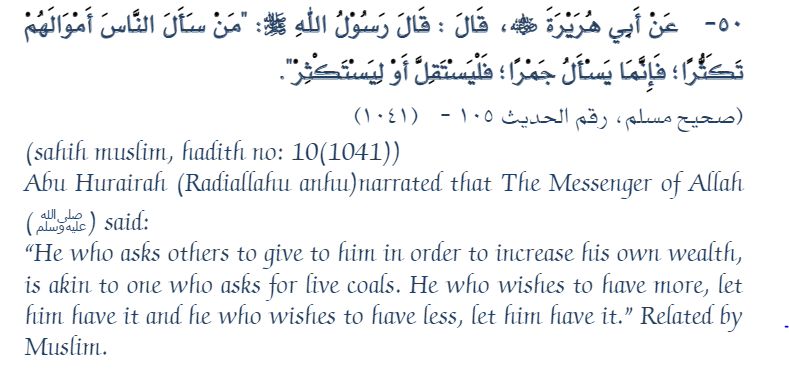 ٥٠- عَنْ أَبِي هُرَيْرَةَ ﷺ، قَالَ : قَالَ رَسُوْلُ اللهِ ﷺ: "مَنْ سَأَلَ النَّاسَ أَمْوَالَهُمْ
تَكَثُّرًا؛ فَإِنَّمَا يَسْأَلُ جَمْرًا؛ فَلْيَسْتَقِلَّ أَوْ لِيَسْتَكْثِرْ".
(صحيح مسلم، رقم الحديث ١٠٥ - (١٠٤١)
(sahih muslim, hadith no: 10(1041))
Abu Hurairah (Radiallahu anhu)narrated that The Messenger of Allah
(ﷺ) said:
“He who asks others to give to him in order to increase his own wealth,
is akin to one who asks for live coals. He who wishes to have more, let
him have it and he who wishes to have less, let him have it.” Related by
Muslim.